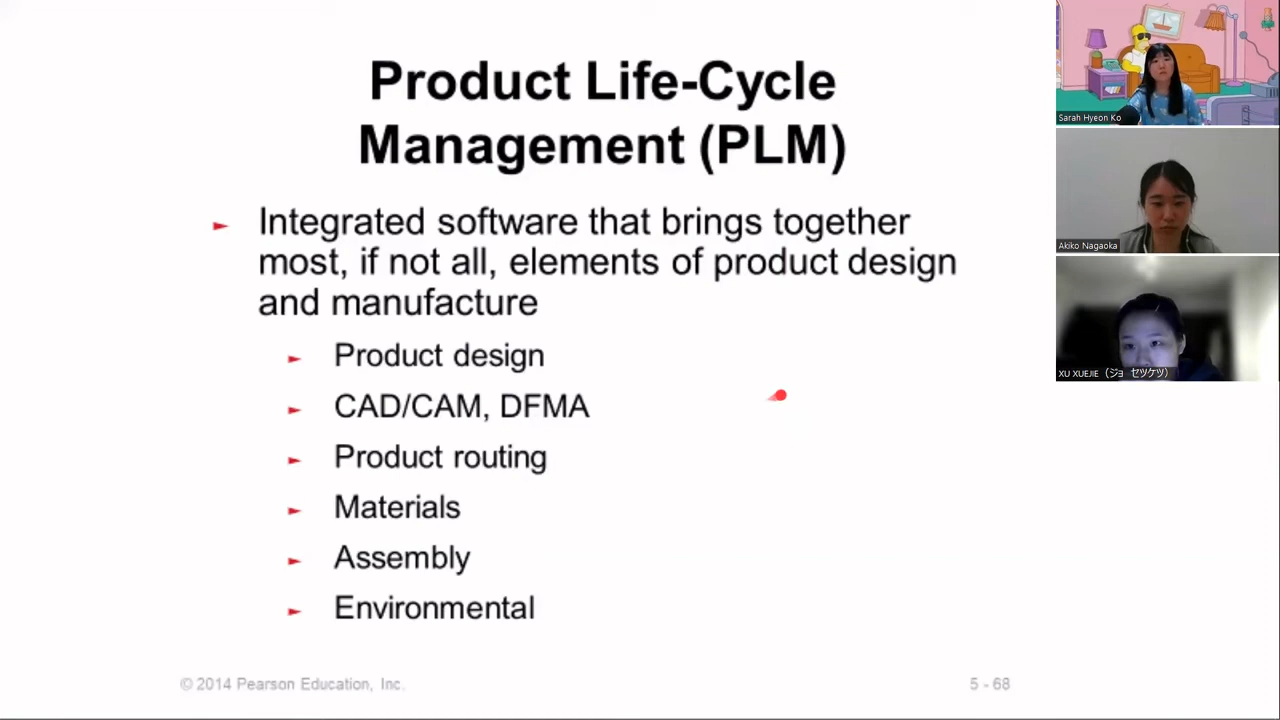 Product Life-Cycle
Management (PLM)
► Integrated software that brings together
most, if not all, elements of product design
and manufacture
► Product design
► CAD/CAM, DFMA
► Product routing
► Materials
► Assembly
► Environmental
© 2014 Pearson Education, Inc.
5 - 68
Sarah Hyeon Ko
Akiko Nagaoka
XU XUEJIE (ジョ セツケツ)